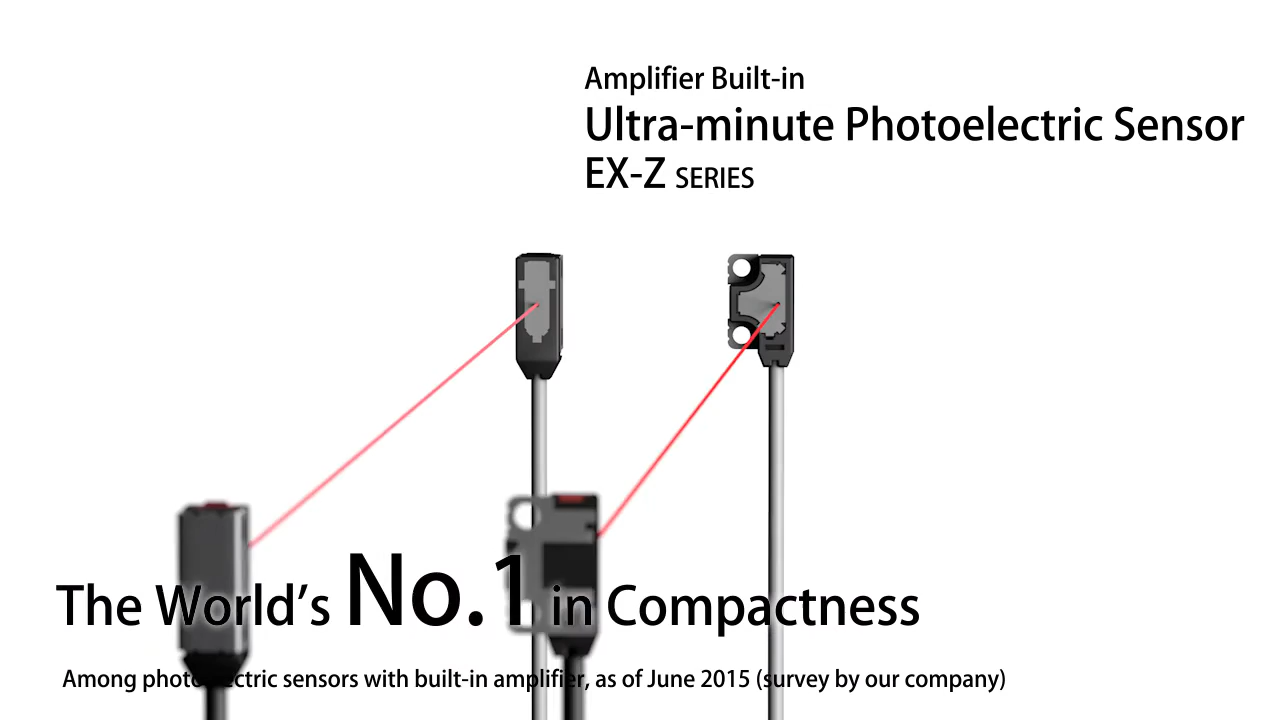 Amplifier Built-in
Ultra-minute Photoelectric Sensor
EX-Z SERIES
The World's No.1 in Compactness
Among photoelectric sensors with built-in amplifier, as of June 2015 (survey by our company)